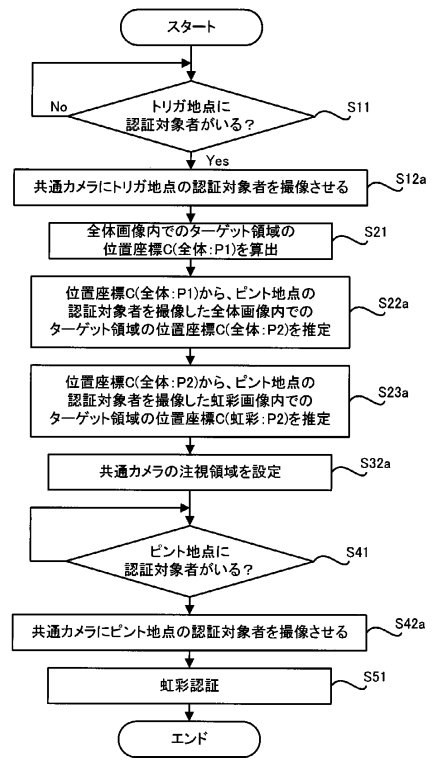 スタート
トリガ地点に
認証対象者がいる？
S11
No
Yes
共通カメラにトリガ地点の認証対象者を撮像させる
S12a
全体画像内でのターゲット領域の
位置座標C(全体:P1)を算出
S21
位置座標C(全体:P1)から、ピント地点の
認証対象者を撮像した全体画像内での
ターゲット領域の位置座標C(全体:P2)を推定
S22a
位置座標C(全体:P2)から、ピント地点の
認証対象者を撮像した虹彩画像内での
ターゲット領域の位置座標C(虹彩:P2)を推定
S23a
共通カメラの注視領域を設定
S32a
ピント地点に
認証対象者がいる？
S41
共通カメラにピント地点の認証対象者を撮像させる
S42a
虹彩認証
S51
エンド